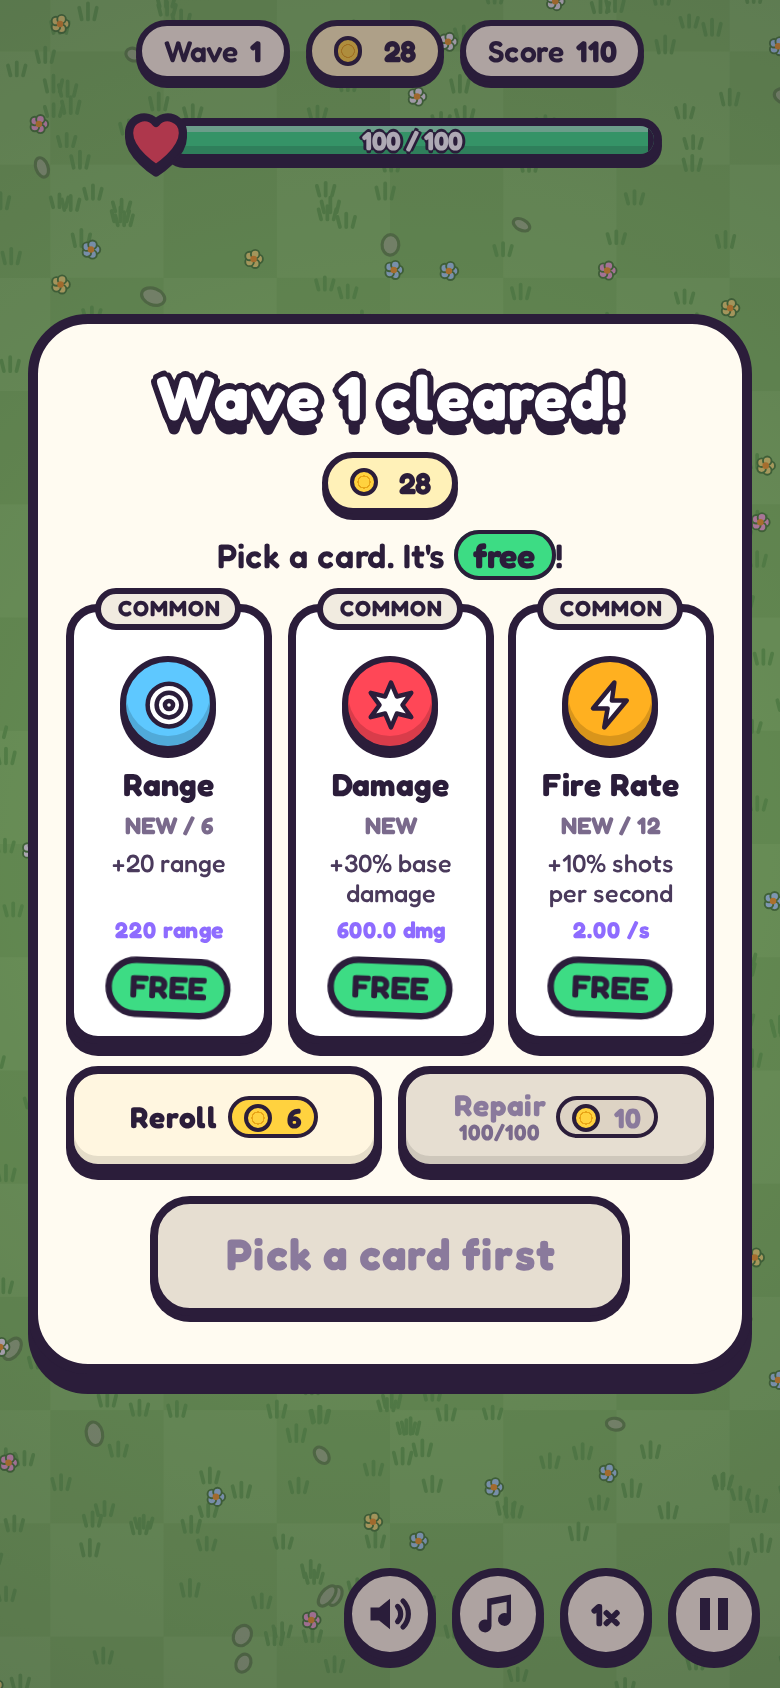 Wave 1
28
Score 110
100 / 100
Wave 1 cleared!
28
Pick a card. It's free!
COMMON
Range
NEW / 6
+20 range
220 range
FREE
COMMON
Damage
NEW
+30% base
damage
600.0 dmg
FREE
COMMON
Fire Rate
NEW / 12
+10% shots
per second
2.00 /s
FREE
Reroll 6
Repair 10
100/100
Pick a card first
1x